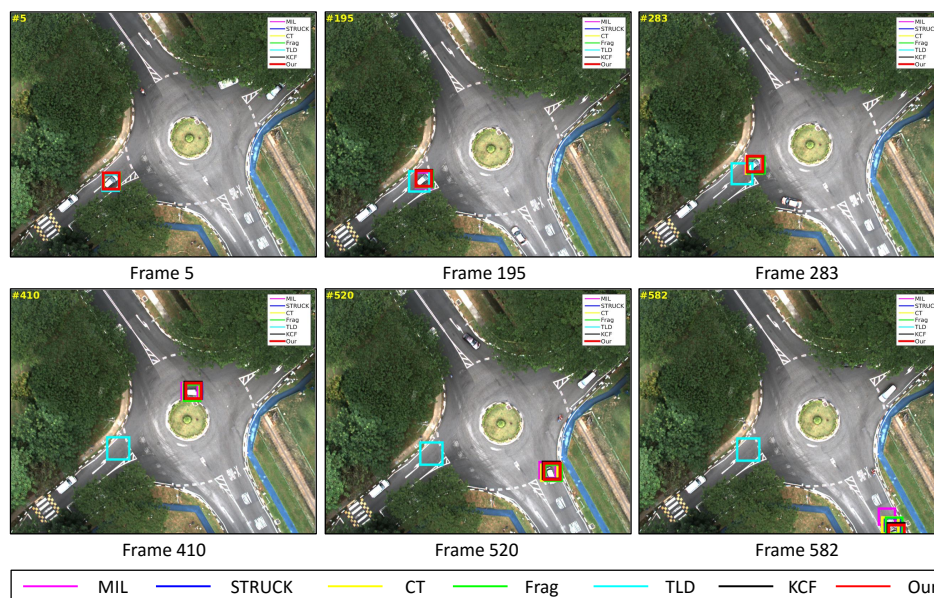 #5
MIL
STRUCK
CT
Frag
TLD
KCF
Our
#195
MIL
STRUCK
CT
Frag
TLD
KCF
Our
#283
MIL
STRUCK
CT
Frag
TLD
KCF
Our
Frame 5
Frame 195
Frame 283
#410
MIL
STRUCK
CT
Frag
TLD
KCF
Our
#520
MIL
STRUCK
CT
Frag
TLD
KCF
Our
#582
MIL
STRUCK
CT
Frag
TLD
KCF
Our
Frame 410
Frame 520
Frame 582
MIL STRUCK CT Frag TLD KCF Our